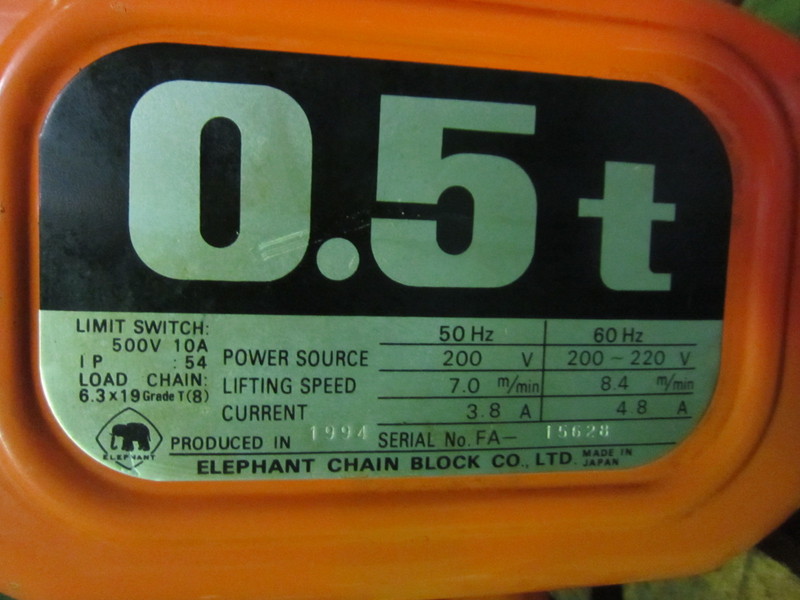 0.5 t
LIMIT SWITCH:
500V 10A
IP :54
LOAD CHAIN:
6.3×19 Grade T(8)
50 Hz 60 Hz
POWER SOURCE 200 V 200~220 V
LIFTING SPEED 7.0 m/min 8.4 m/min
CURRENT 3.8 A 4.8 A
ELEPHANT
PRODUCED IN 1994 SERIAL No. FA- 15628
ELEPHANT CHAIN BLOCK CO., LTD. MADE IN JAPAN